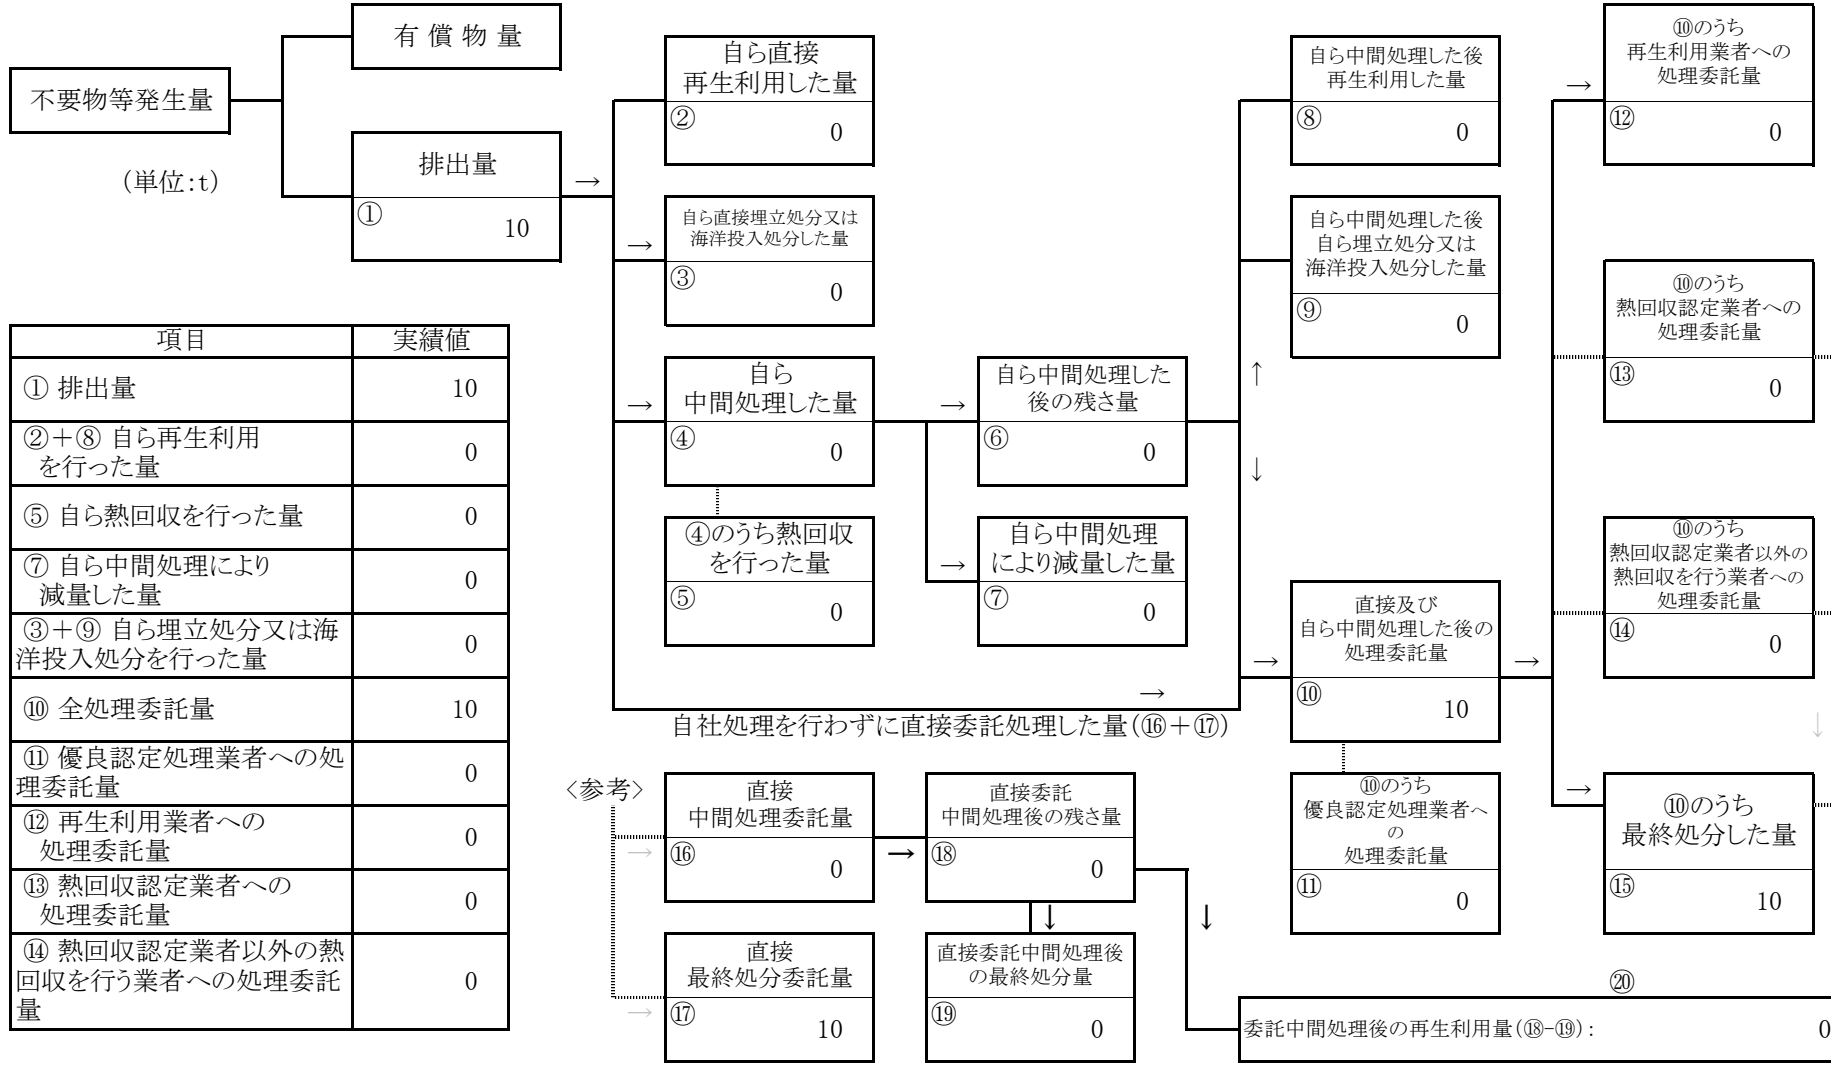 有 償 物 量
不要物等発生量
(単位:t)
排出量
①
10
→
自ら直接
再生利用した量
②
0
→
自ら直接埋立処分又は
海洋投入処分した量
③
0
→
自ら
中間処理した量
④
0
④のうち熱回収
を行った量
⑤
0
→
自ら中間処理した
後の残さ量
⑥
0
→
自ら中間処理
により減量した量
⑦
0
自ら中間処理した後
再生利用した量
⑧
0
自ら中間処理した後
自ら埋立処分又は
海洋投入処分した量
⑨
0
↑
↓
→
自社処理を行わずに直接委託処理した量(⑯+⑰)
→
直接及び
自ら中間処理した後の
処理委託量
⑩
10
⑩のうち
優良認定処理業者へ
の
処理委託量
⑪
0
→
→
⑩のうち
再生利用業者への
処理委託量
⑫
0
⑩のうち
熱回収認定業者への
処理委託量
⑬
0
⑩のうち
熱回収認定業者以外の
熱回収を行う業者への
処理委託量
⑭
0
↓
→
⑩のうち
最終処分した量
⑮
10
項目 実績値
① 排出量 10
②+⑧ 自ら再生利用
を行った量 0
⑤ 自ら熱回収を行った量 0
⑦ 自ら中間処理により
減量した量 0
③+⑨ 自ら埋立処分又は海
洋投入処分を行った量 0
⑩ 全処理委託量 10
⑪ 優良認定処理業者への処
理委託量 0
⑫ 再生利用業者への
処理委託量 0
⑬ 熱回収認定業者への
処理委託量 0
⑭ 熱回収認定業者以外の熱
回収を行う業者への処理委託
量 0
<参考>
→
直接
中間処理委託量
⑯
0
→
直接委託
中間処理後の残さ量
⑱
0
↓
↓
→
直接
最終処分委託量
⑰
10
直接委託中間処理後
の最終処分量
⑲
0
⑳
委託中間処理後の再生利用量(⑱-⑲): 0